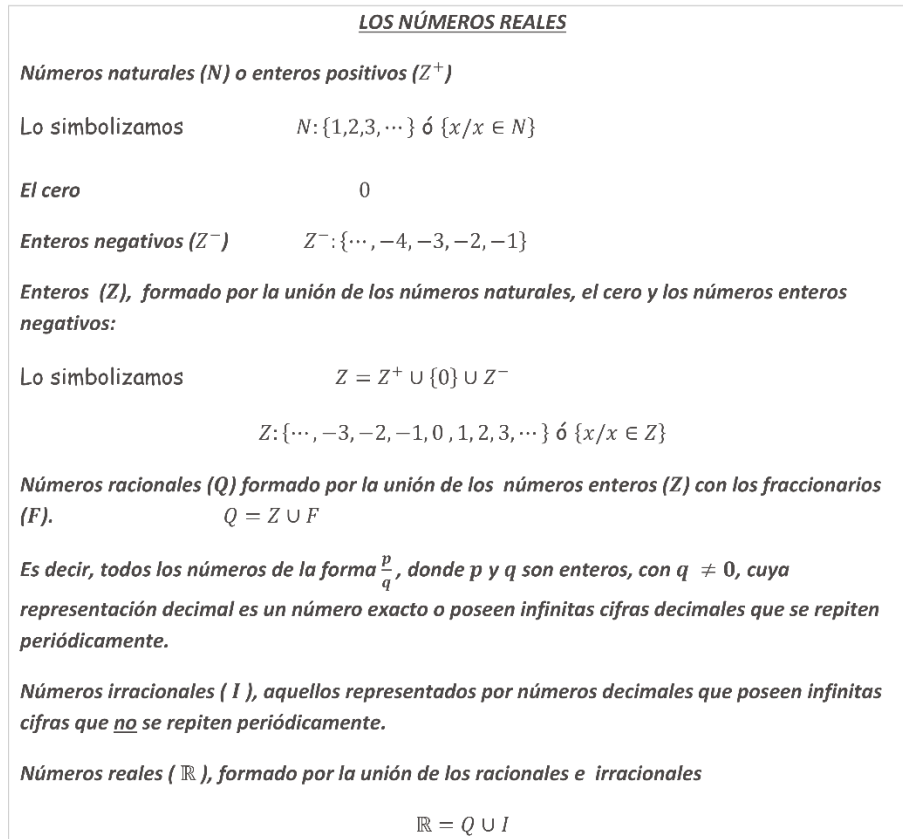 LOS NÚMEROS REALES
Números naturales (N) o enteros positivos (Z⁺)
Lo simbolizamos N: {1,2,3, ⋯ } ó {x/x ∈ N}
El cero 0
Enteros negativos (Z⁻) Z⁻: {⋯ , −4, −3, −2, −1}
Enteros (Z), formado por la unión de los números naturales, el cero y los números enteros
negativos:
Lo simbolizamos Z = Z⁺ ∪ {0} ∪ Z⁻
Z: {⋯ , −3, −2, −1, 0 , 1, 2, 3, ⋯ } ó {x/x ∈ Z}
Números racionales (Q) formado por la unión de los números enteros (Z) con los fraccionarios
(F). Q = Z ∪ F
Es decir, todos los números de la forma p/q , donde p y q son enteros, con q ≠ 0, cuya
representación decimal es un número exacto o poseen infinitas cifras decimales que se repiten
periódicamente.
Números irracionales ( I ), aquellos representados por números decimales que poseen infinitas
cifras que no se repiten periódicamente.
Números reales ( ℝ ), formado por la unión de los racionales e irracionales
ℝ = Q ∪ I